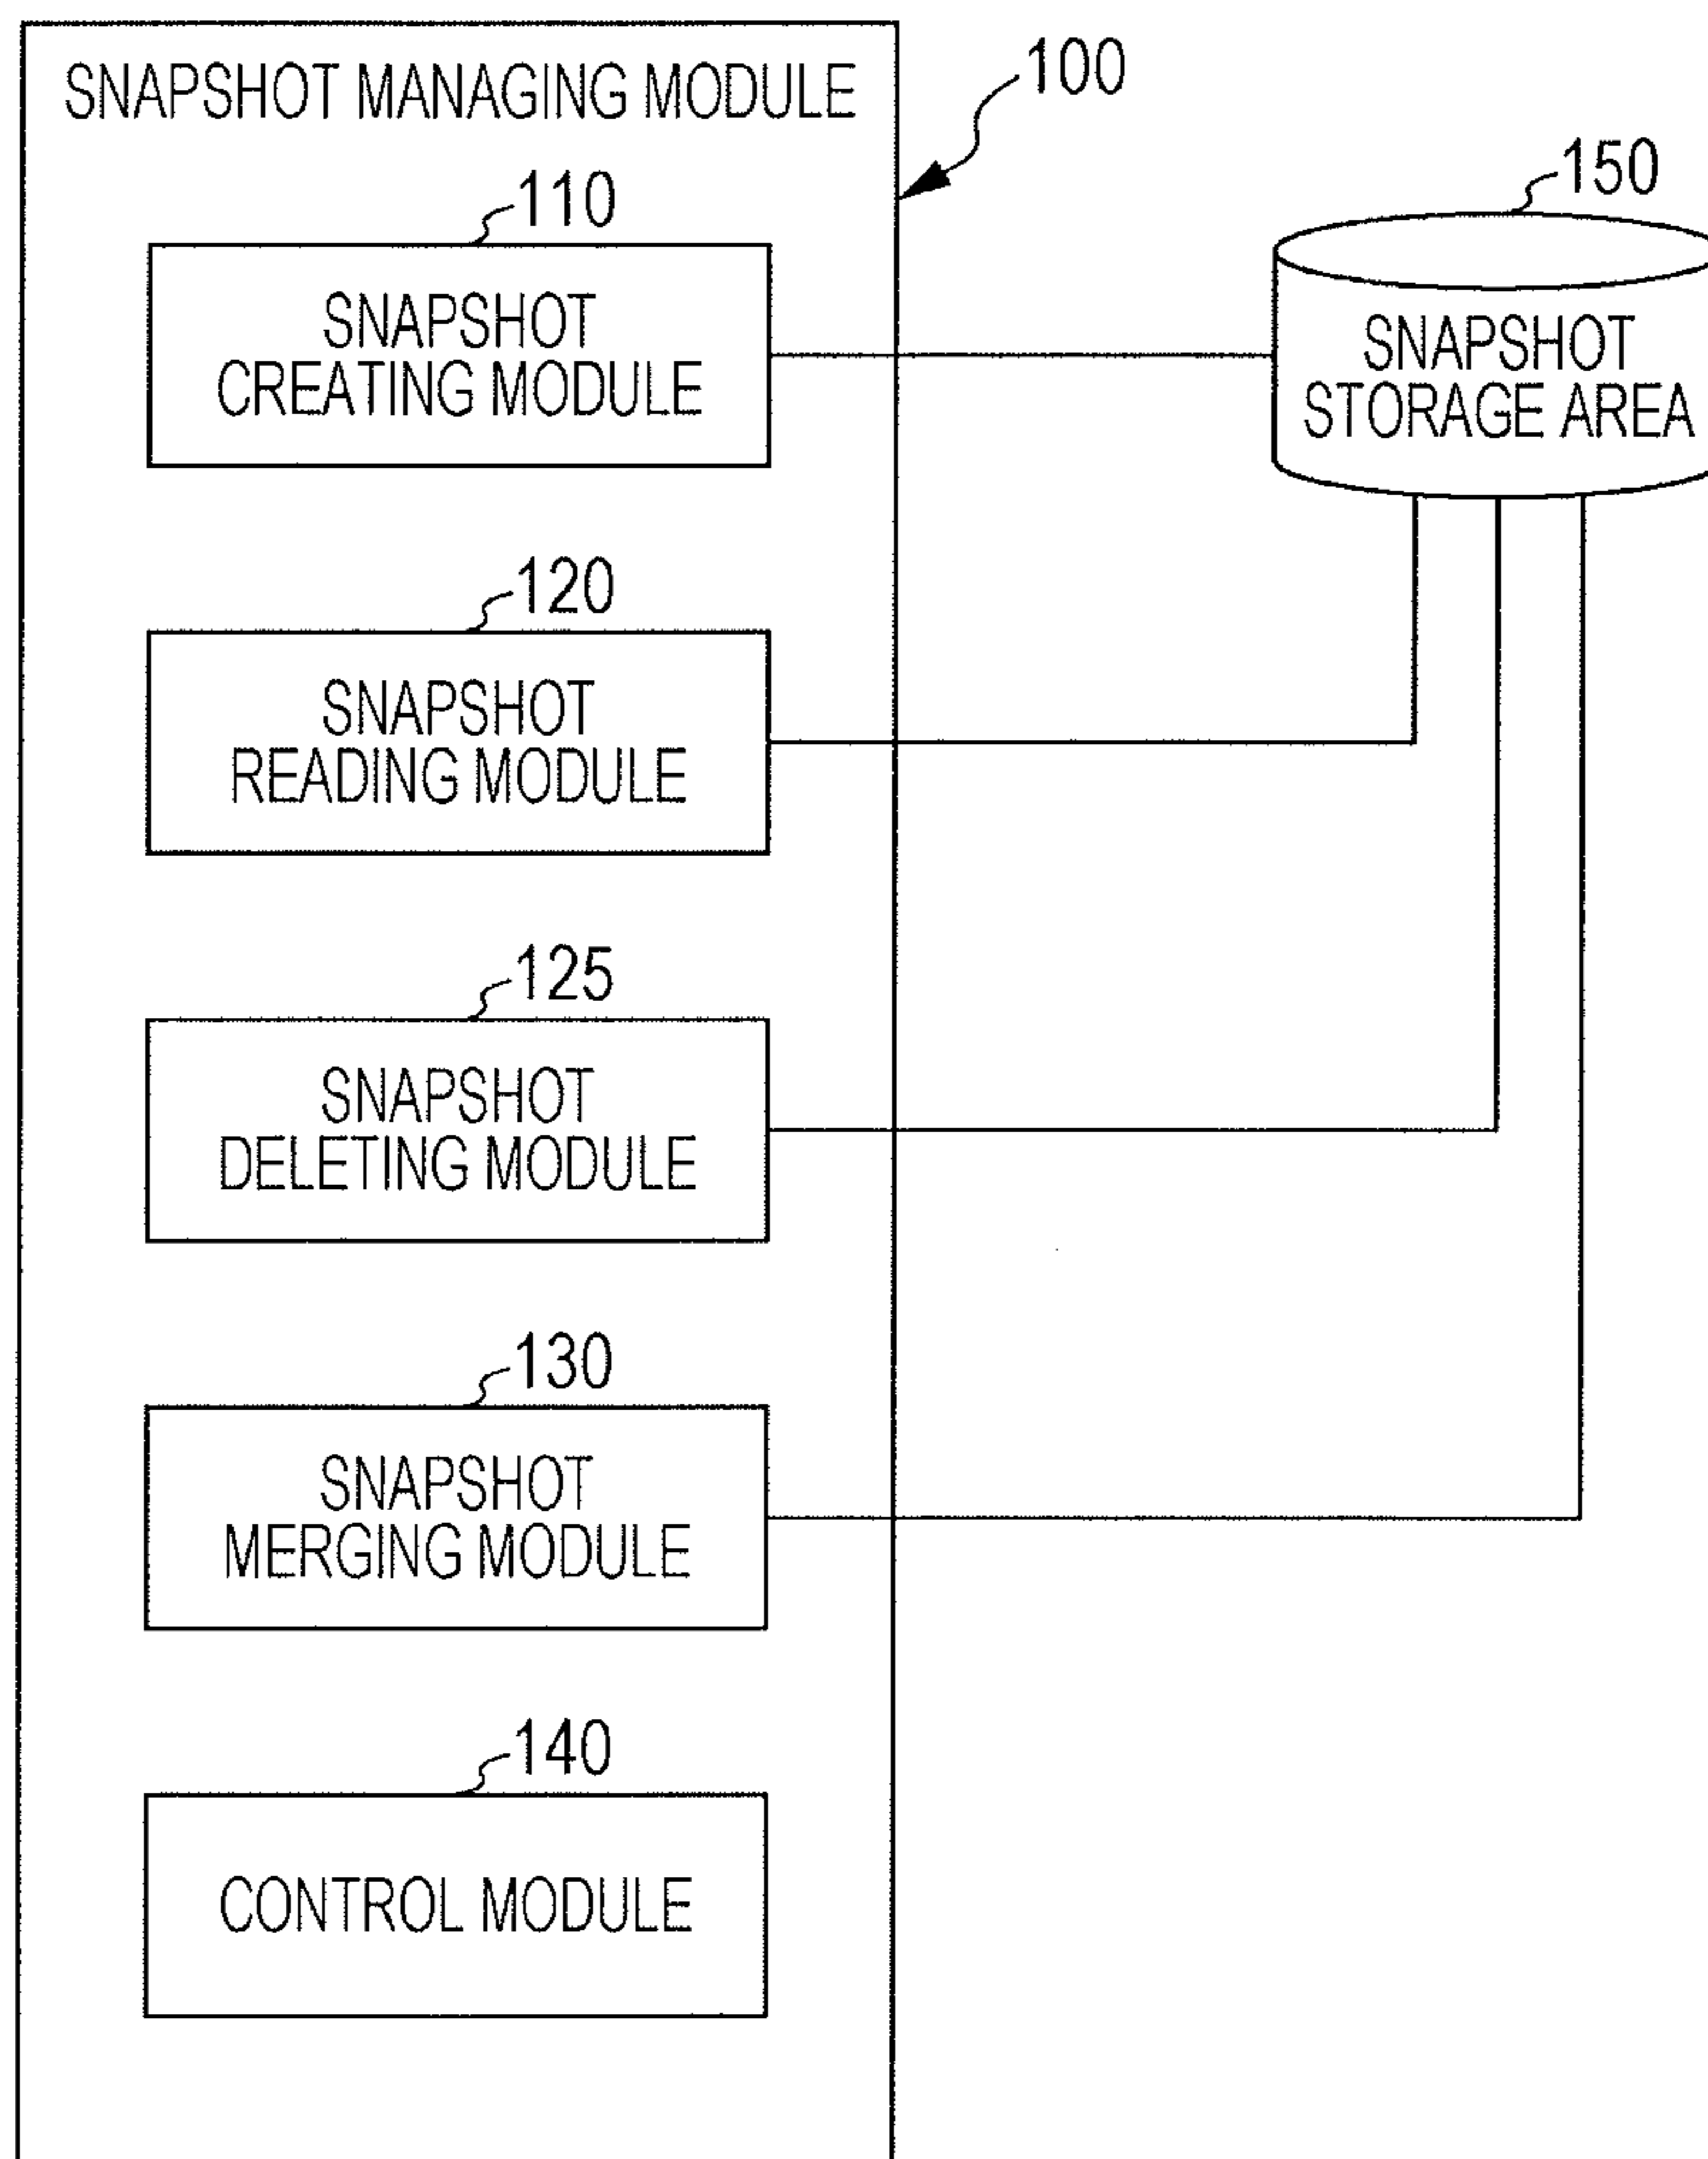 SNAPSHOT MANAGING MODULE
100
110
SNAPSHOT
CREATING MODULE
150
SNAPSHOT
STORAGE AREA
120
SNAPSHOT
READING MODULE
125
SNAPSHOT
DELETING MODULE
130
SNAPSHOT
MERGING MODULE
140
CONTROL MODULE